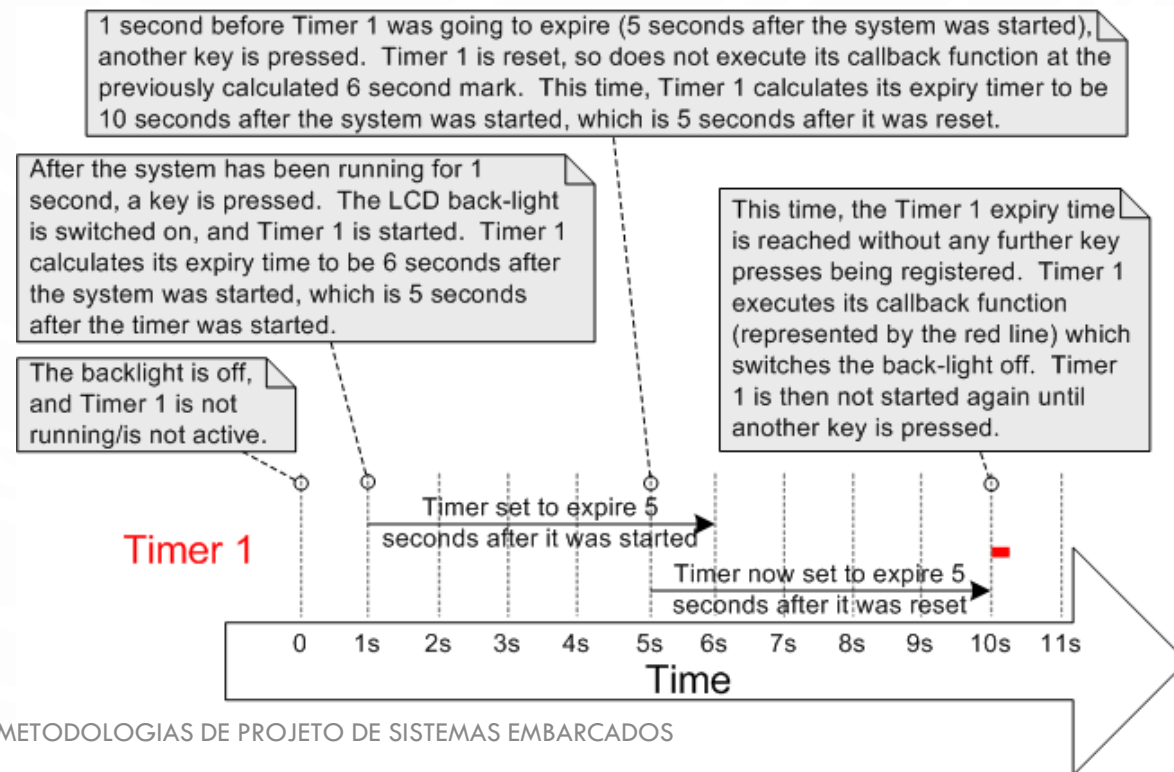 1 second before Timer 1 was going to expire (5 seconds after the system was started),
another key is pressed. Timer 1 is reset, so does not execute its callback function at the
previously calculated 6 second mark. This time, Timer 1 calculates its expiry timer to be
10 seconds after the system was started, which is 5 seconds after it was reset.
After the system has been running for 1
second, a key is pressed. The LCD back-light
is switched on, and Timer 1 is started. Timer 1
calculates its expiry time to be 6 seconds after
the system was started, which is 5 seconds
after the timer was started.
This time, the Timer 1 expiry time
is reached without any further key
presses being registered. Timer 1
executes its callback function
(represented by the red line) which
switches the back-light off. Timer
1 is then not started again until
another key is pressed.
The backlight is off,
and Timer 1 is not
running/is not active.
Timer set to expire 5
seconds after it was started
Timer 1
Timer now set to expire 5
seconds after it was reset
0 1s 2s 3s 4s 5s 6s 7s 8s 9s 10s 11s
Time
METODOLOGIAS DE PROJETO DE SISTEMAS EMBARCADOS